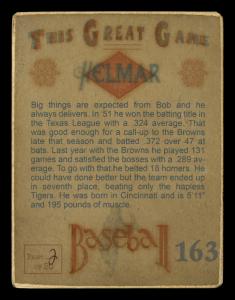 This Great Game
HELMAR
Big things are expected from Bob and he
always delivers. In '51 he won the batting title in
the Texas League with a .324 average. That
was good enough for a call-up to the Browns
late that season and batted .372 over 47 at
bats. Last year with the Browns he played 131
games and satisfied the bosses with a .289 av-
erage. To go with that he belted 18 homers. He
could have done better but the team ended up
in seventh place, beating only the hapless
Tigers. He was born in Cincinnati and is 5'11"
and 195 pounds of muscle.
Baseball
163